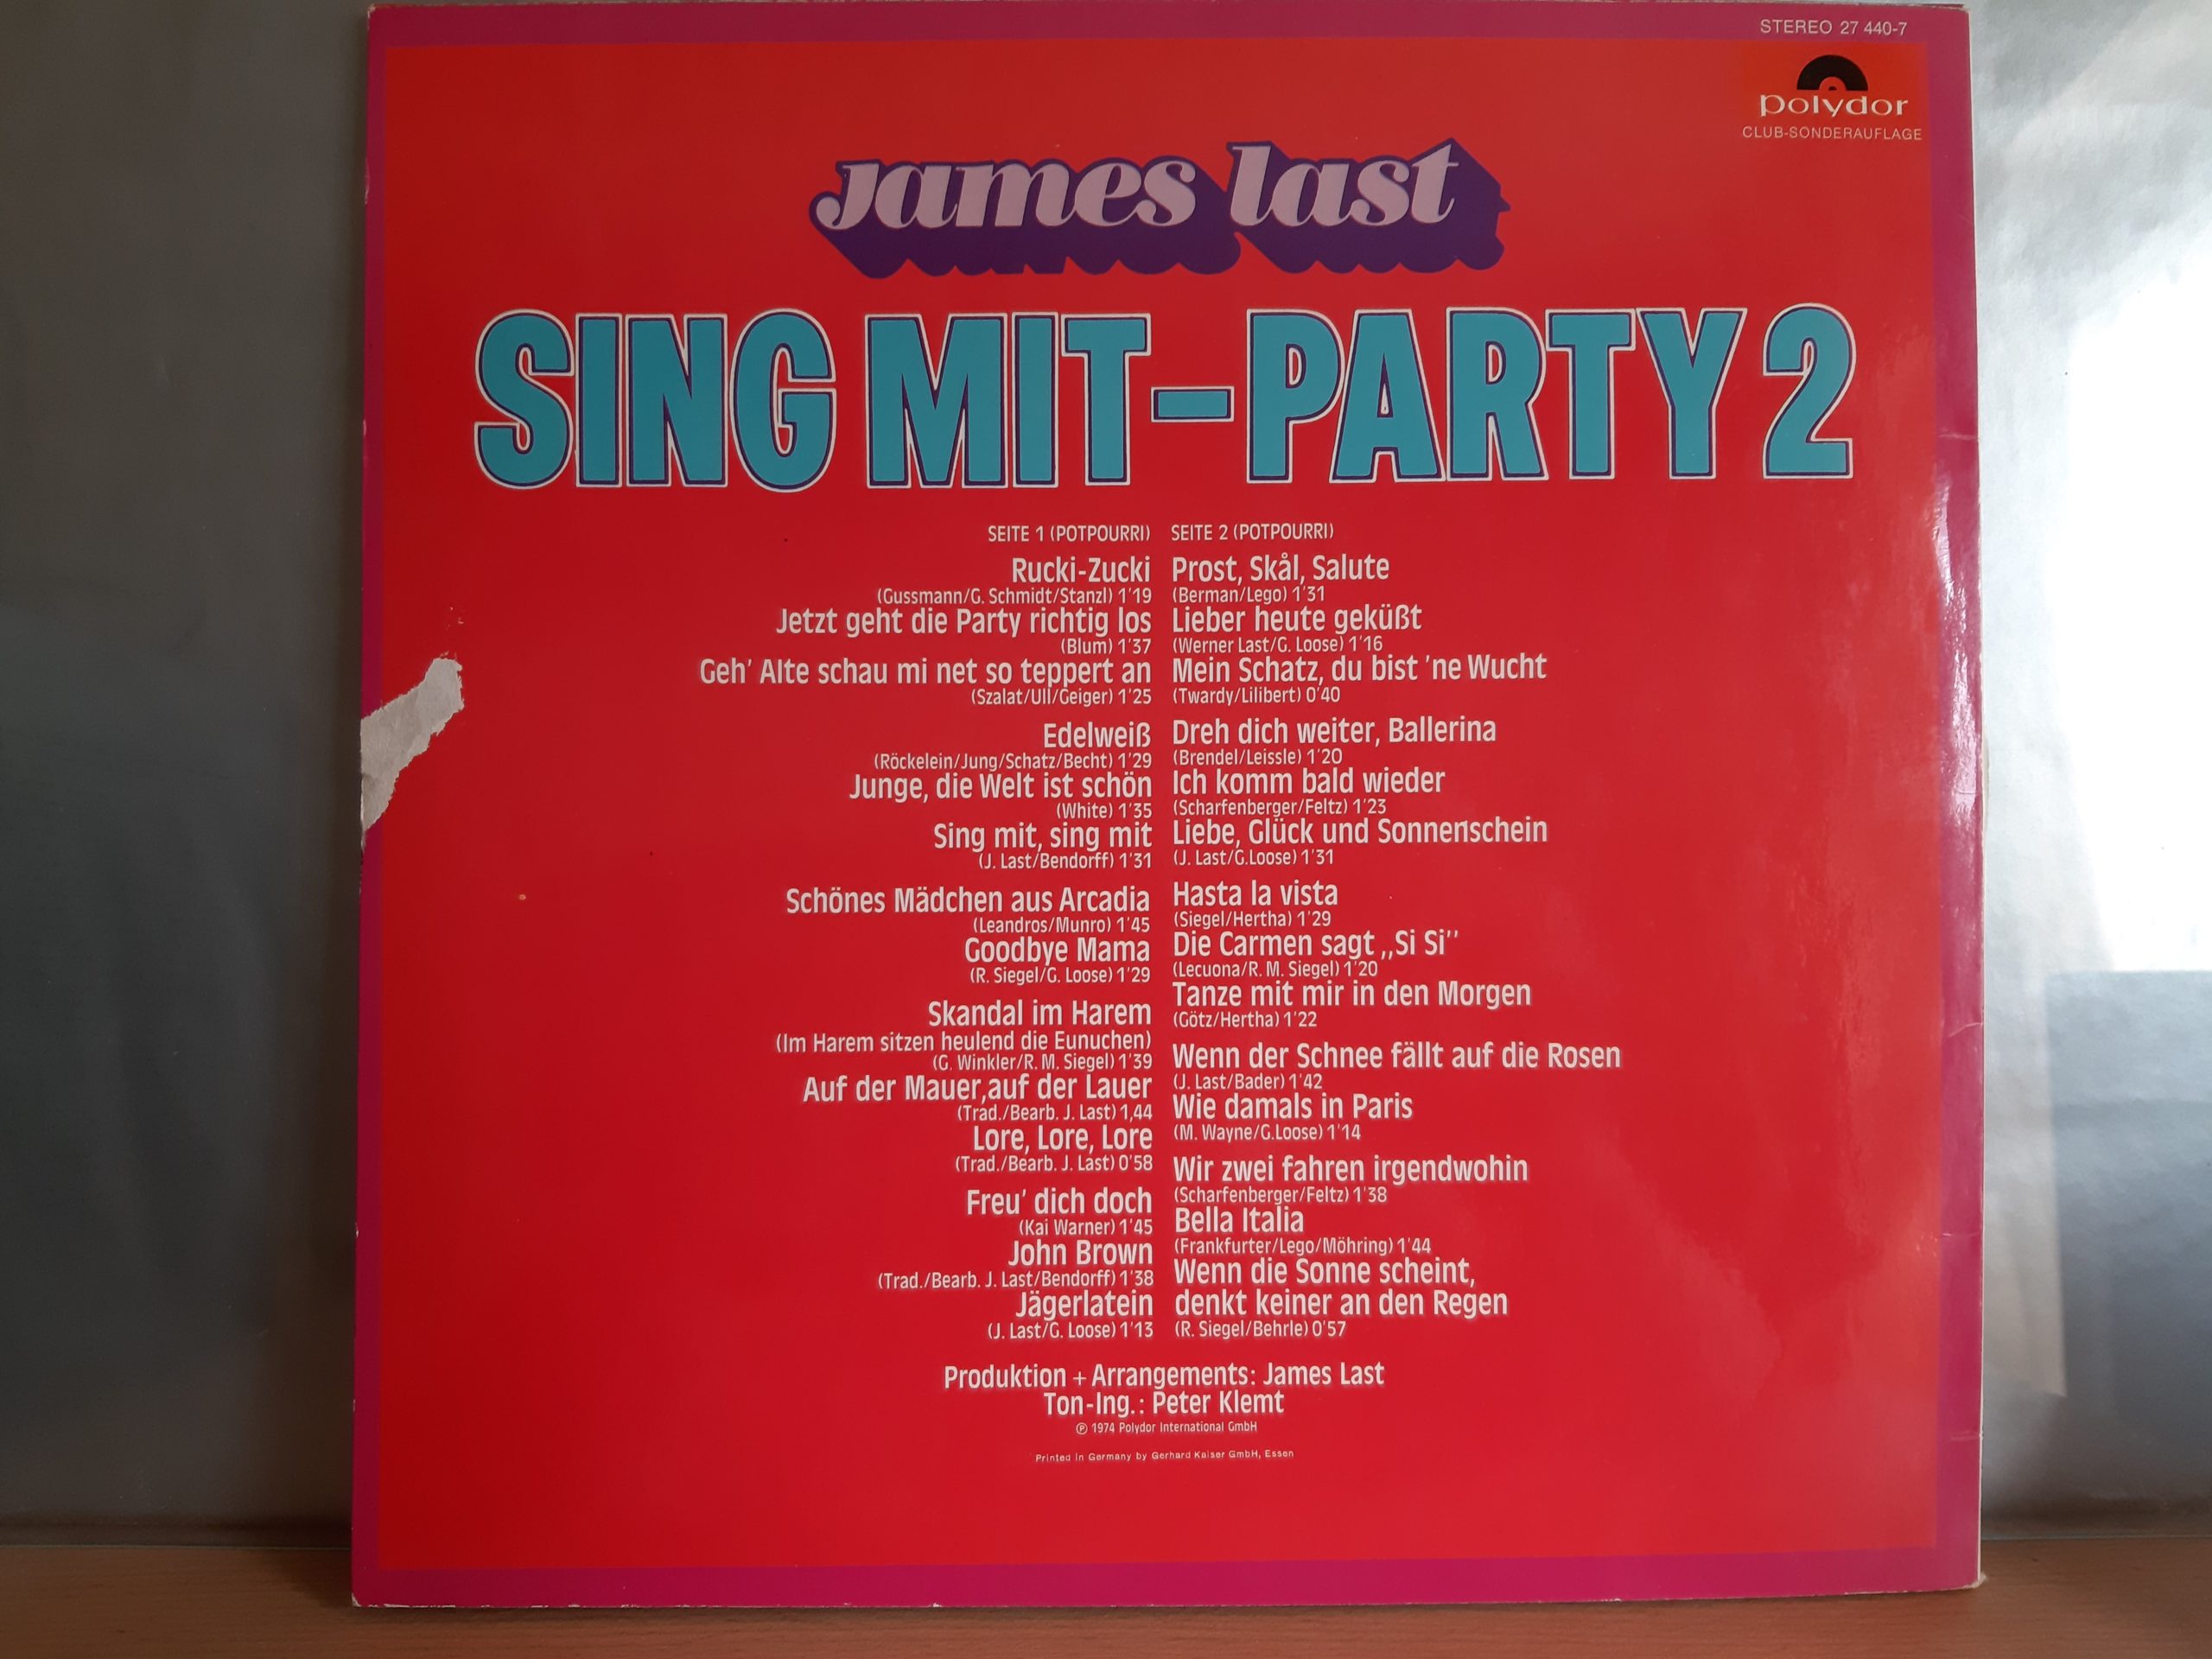 STEREO 27 440-7
polydor
CLUB-SONDERAUFLAGE
james last
SING MIT-PARTY 2
SEITE 1 (POTPOURRI)
Rucki-Zucki
(Gussmann/G. Schmidt/Stanzl) 1'19
Jetzt geht die Party richtig los
(Blum) 1'37
Geh' Alte schau mi net so teppert an
(Szalat/Ull/Geiger) 1'25
Edelweiß
(Röckelein/Jung/Schatz/Becht) 1'29
Junge, die Welt ist schön
(White) 1'35
Sing mit, sing mit
(J. Last/Bendorff) 1'31
Schönes Mädchen aus Arcadia
(Leandros/Munro) 1'45
Goodbye Mama
(R. Siegel/G. Loose) 1'29
Skandal im Harem
(Im Harem sitzen heulend die Eunuchen)
(G. Winkler/R. M. Siegel) 1'39
Auf der Mauer,auf der Lauer
(Trad./Bearb. J. Last) 1,44
Lore, Lore, Lore
(Trad./Bearb. J. Last) 0'58
Freu' dich doch
(Kai Warner) 1'45
John Brown
(Trad./Bearb. J. Last/Bendorff) 1'38
Jägerlatein
(J. Last/G. Loose) 1'13
SEITE 2 (POTPOURRI)
Prost, Skål, Salute
(Berman/Lego) 1'31
Lieber heute geküßt
(Werner Last/G. Loose) 1'16
Mein Schatz, du bist 'ne Wucht
(Twardy/Lilibert) 0'40
Dreh dich weiter, Ballerina
(Brendel/Leissle) 1'20
Ich komm bald wieder
(Scharfenberger/Feltz) 1'23
Liebe, Glück und Sonnenschein
(J. Last/G.Loose) 1'31
Hasta la vista
(Siegel/Hertha) 1'29
Die Carmen sagt „Si Si''
(Lecuona/R. M. Siegel) 1'20
Tanze mit mir in den Morgen
(Götz/Hertha) 1'22
Wenn der Schnee fällt auf die Rosen
(J. Last/Bader) 1'42
Wie damals in Paris
(M. Wayne/G.Loose) 1'14
Wir zwei fahren irgendwohin
(Scharfenberger/Feltz) 1'38
Bella Italia
(Frankfurter/Lego/Möhring) 1'44
Wenn die Sonne scheint,
denkt keiner an den Regen
(R. Siegel/Behrle) 0'57
Produktion + Arrangements: James Last
Ton-Ing.: Peter Klemt
℗ 1974 Polydor International GmbH
Printed in Germany by Gerhard Kaiser GmbH, Essen